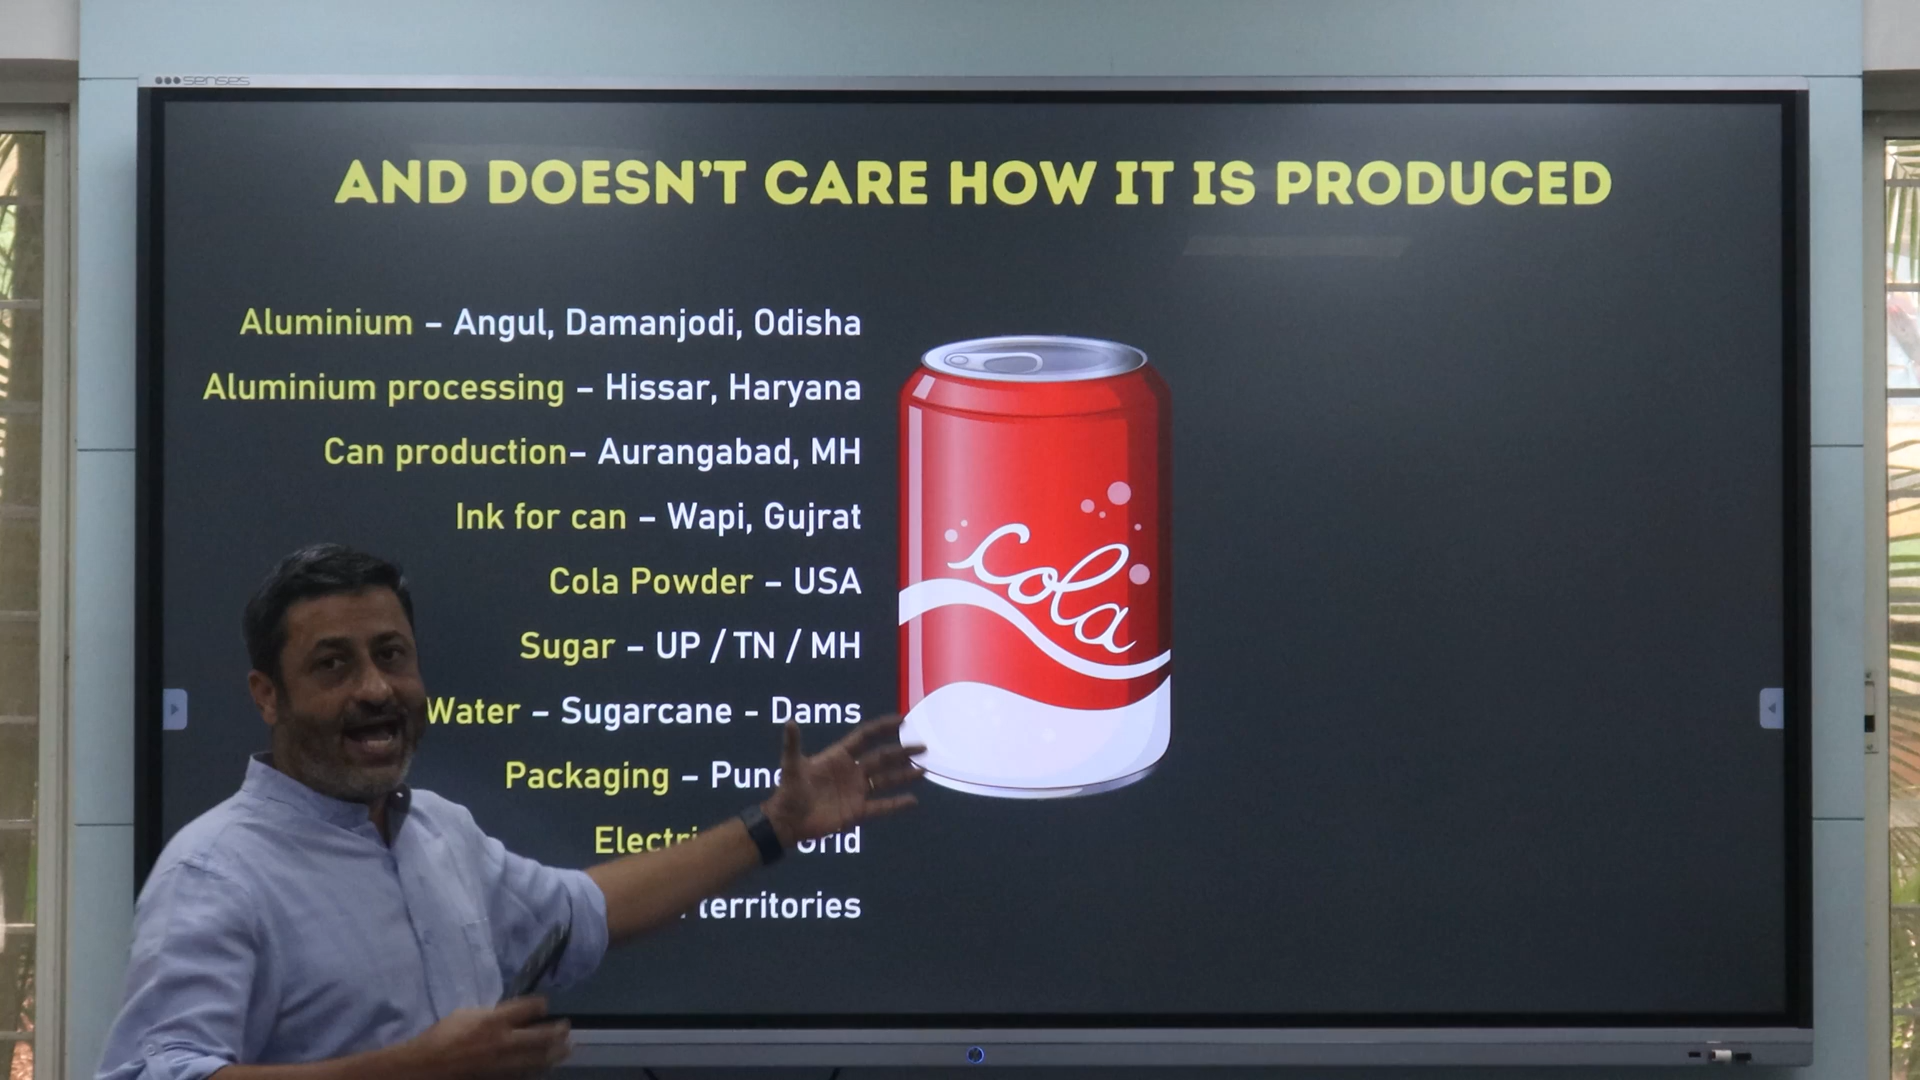 senses
AND DOESN'T CARE HOW IT IS PRODUCED
Aluminium – Angul, Damanjodi, Odisha
Aluminium processing – Hissar, Haryana
Can production– Aurangabad, MH
Ink for can – Wapi, Gujrat
Cola Powder – USA
Sugar – UP / TN / MH
Water – Sugarcane - Dams
Packaging – Pune
Grid
territories
cola